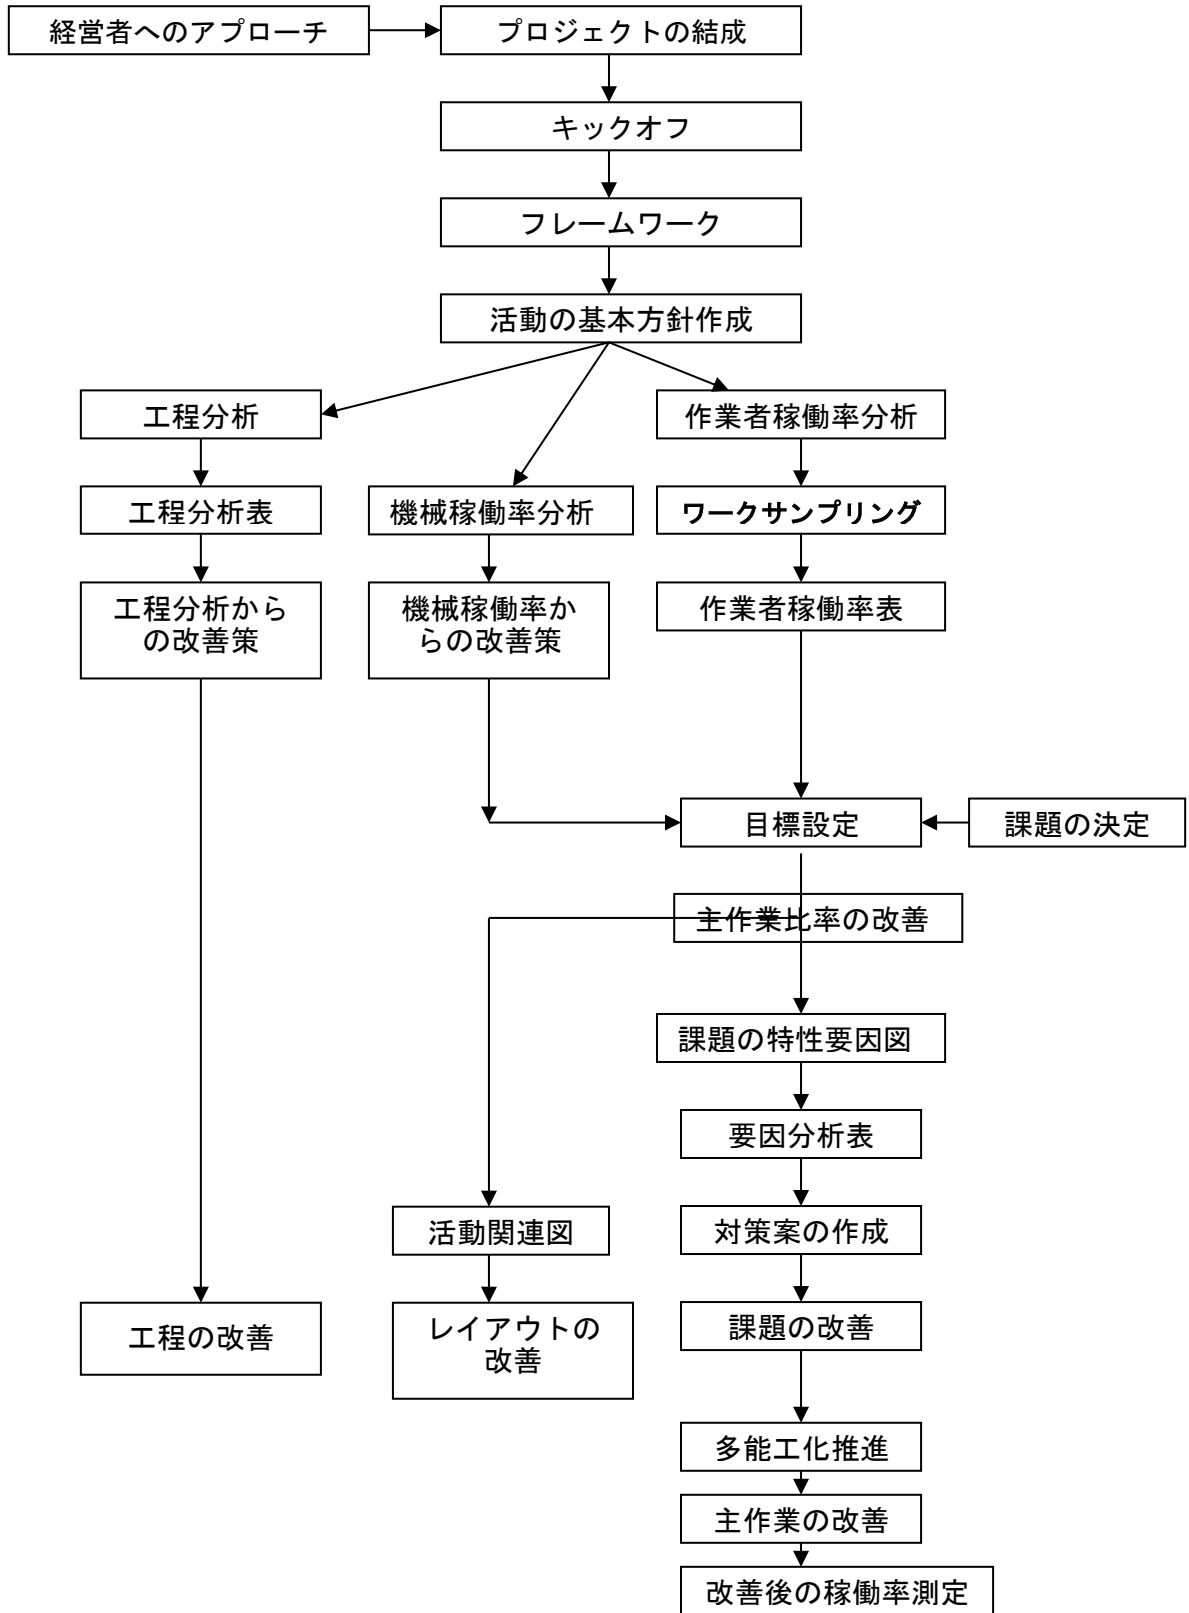 経営者へのアプローチ
プロジェクトの結成
キックオフ
フレームワーク
活動の基本方針作成
工程分析
作業者稼働率分析
工程分析表
機械稼働率分析
ワークサンプリング
工程分析から
の改善策
機械稼働率か
らの改善策
作業者稼働率表
目標設定
課題の決定
主作業比率の改善
課題の特性要因図
要因分析表
活動関連図
対策案の作成
工程の改善
レイアウトの
改善
課題の改善
多能工化推進
主作業の改善
改善後の稼働率測定